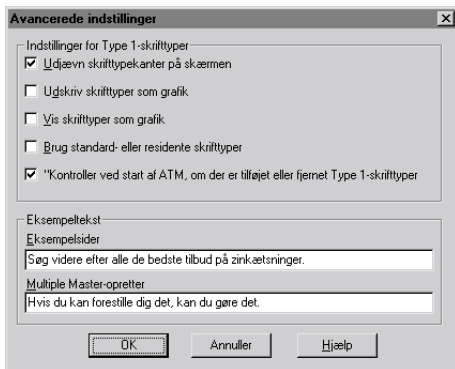 Avancerede indstillinger
Indstillinger for Type 1-skrifttyper
Udjævn skrifttypekanter på skærmen
Udskriv skrifttyper som grafik
Vis skrifttyper som grafik
Brug standard- eller residente skrifttyper
"Kontroller ved start af ATM, om der er tilføjet eller fjernet Type 1-skrifttyper
Eksempeltekst
Eksempelsider
Søg videre efter alle de bedste tilbud på zinkætsninger.
Multiple Master-opretter
Hvis du kan forestille dig det, kan du gøre det.
OK Annuller Hjælp